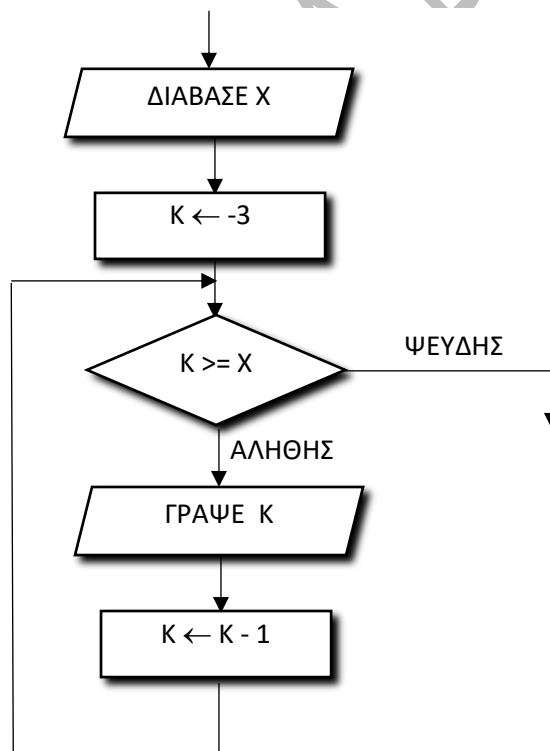 ΔΙΑΒΑΣΕ Χ
Κ ← -3
Κ >= Χ
ΨΕΥΔΗΣ
ΑΛΗΘΗΣ
ΓΡΑΨΕ Κ
Κ ← Κ - 1